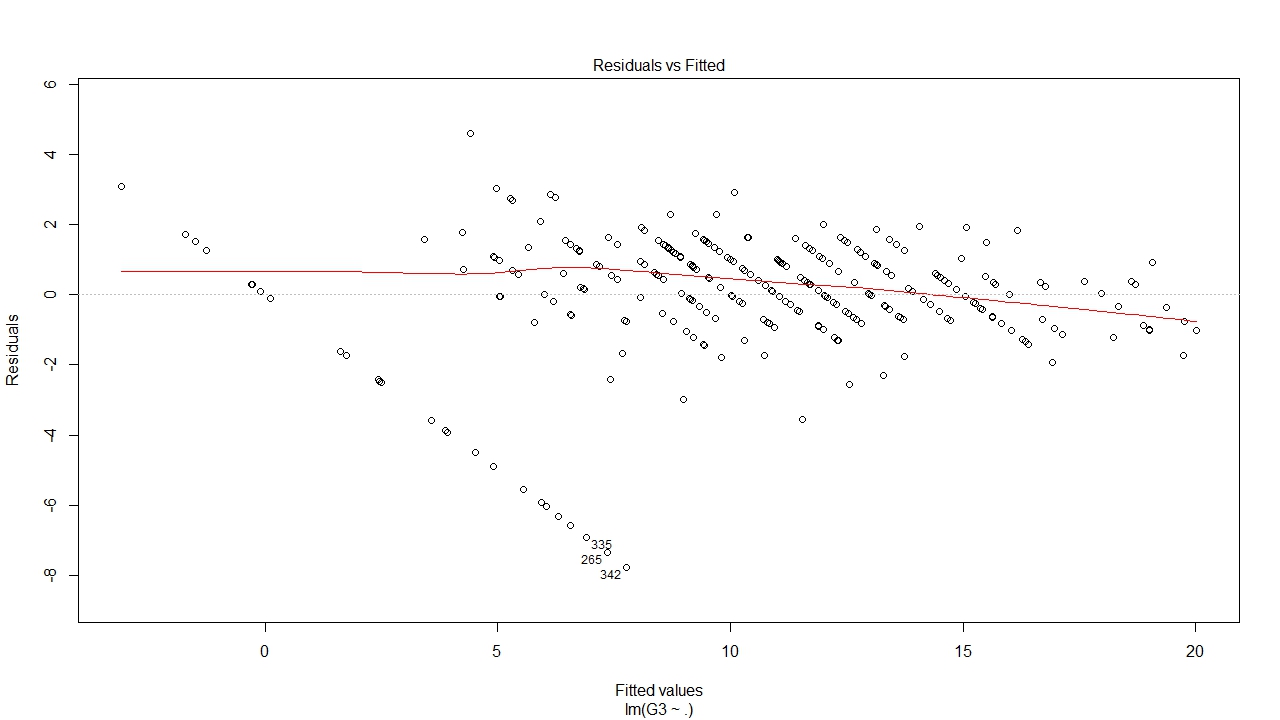 Residuals vs Fitted
6
4
2
0
-2
-4
-6
-8
Residuals
335
265
342
0 5 10 15 20
Fitted values
lm(G3 ~ .)